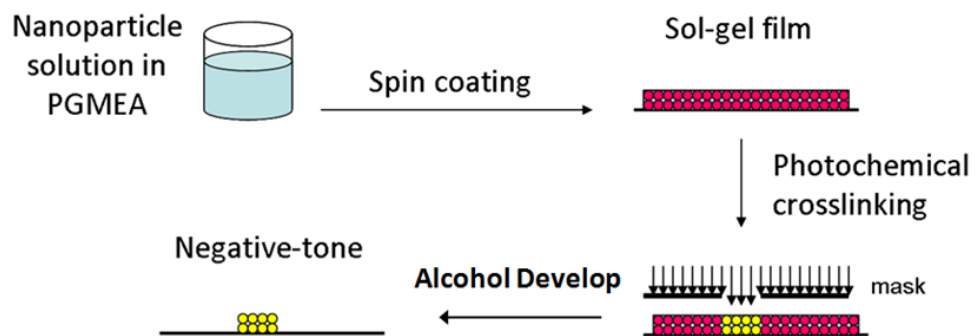 Nanoparticle
solution in
PGMEA
Spin coating
Sol-gel film
Photochemical
crosslinking
mask
Alcohol Develop
Negative-tone